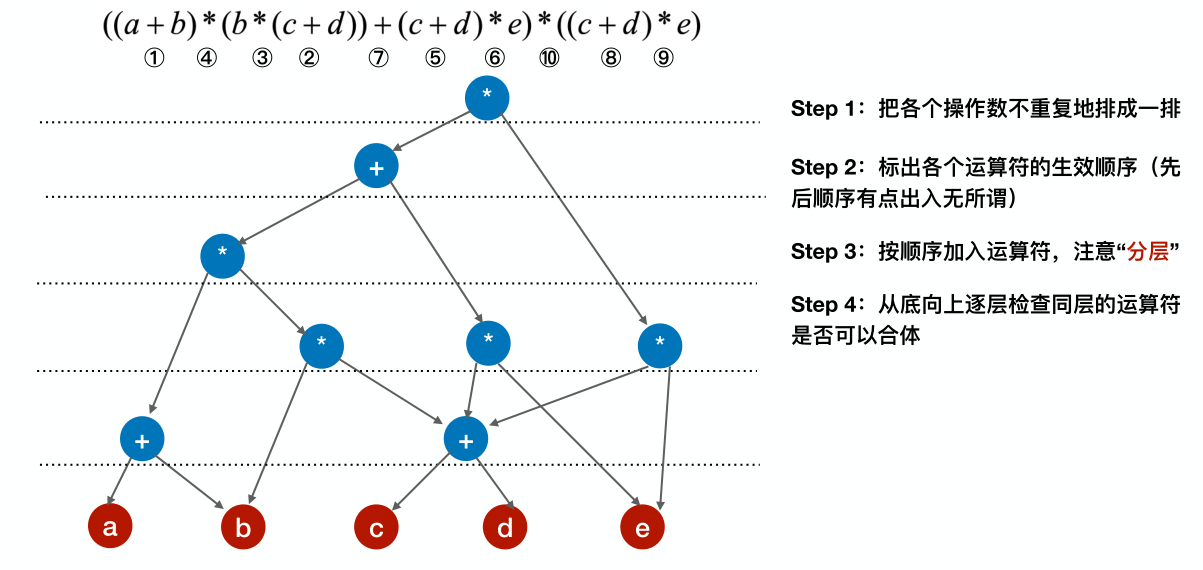 ((a + b) * (b * (c + d)) + (c + d) * e) * ((c + d) * e)
① ④ ③ ② ⑦ ⑤ ⑥ ⑩ ⑧ ⑨
*
+
*
* * *
+ +
a b c d e
Step 1：把各个操作数不重复地排成一排
Step 2：标出各个运算符的生效顺序（先
后顺序有点出入无所谓）
Step 3：按顺序加入运算符，注意“分层”
Step 4：从底向上逐层检查同层的运算符
是否可以合体